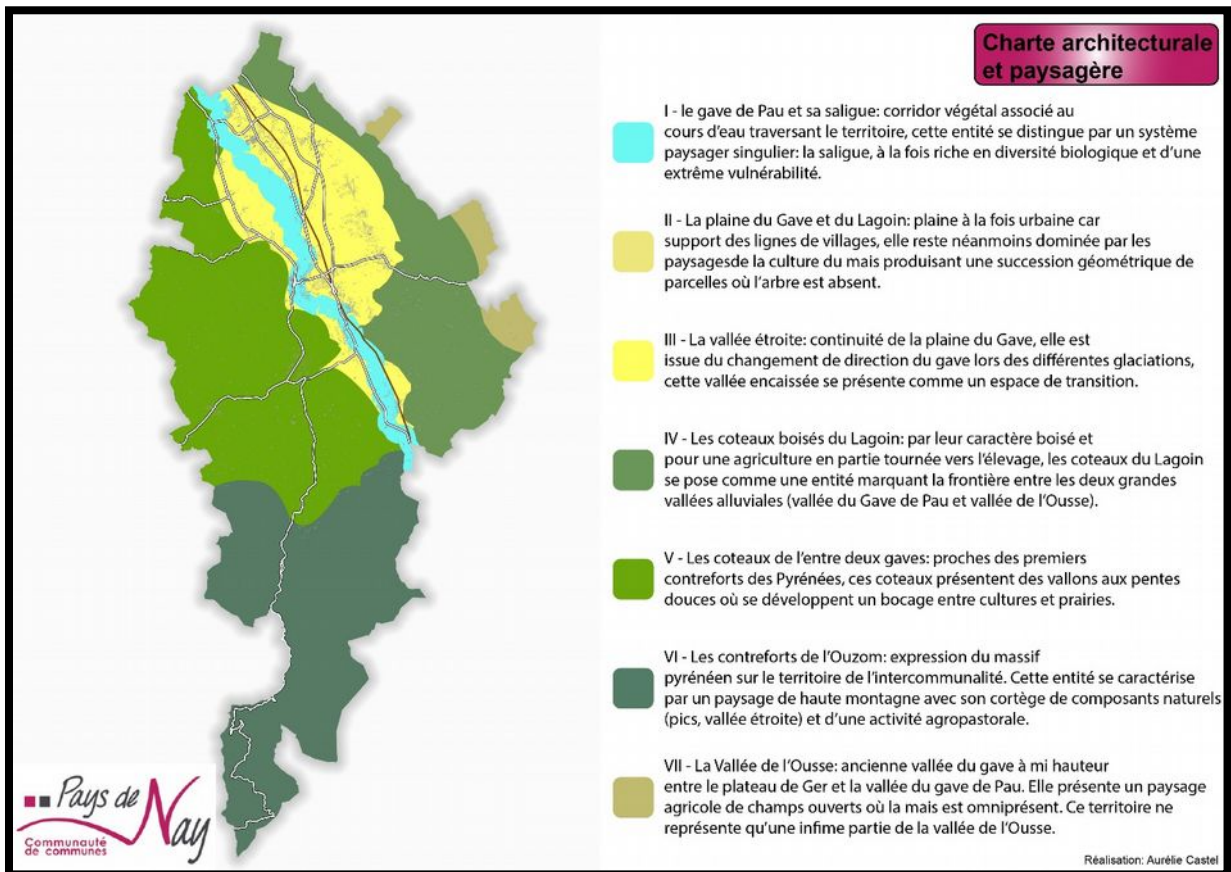 Charte architecturale
et paysagère
I - le gave de Pau et sa saligue: corridor végétal associé au
cours d'eau traversant le territoire, cette entité se distingue par un système
paysager singulier: la saligue, à la fois riche en diversité biologique et d'une
extrême vulnérabilité.
II - La plaine du Gave et du Lagoin: plaine à la fois urbaine car
support des lignes de villages, elle reste néanmoins dominée par les
paysagesde la culture du mais produisant une succession géométrique de
parcelles où l'arbre est absent.
III - La vallée étroite: continuité de la plaine du Gave, elle est
issue du changement de direction du gave lors des différentes glaciations,
cette vallée encaissée se présente comme un espace de transition.
IV - Les coteaux boisés du Lagoin: par leur caractère boisé et
pour une agriculture en partie tournée vers l'élevage, les coteaux du Lagoin
se pose comme une entité marquant la frontière entre les deux grandes
vallées alluviales (vallée du Gave de Pau et vallée de l'Ousse).
V - Les coteaux de l'entre deux gaves: proches des premiers
contreforts des Pyrénées, ces coteaux présentent des vallons aux pentes
douces où se développent un bocage entre cultures et prairies.
VI - Les contreforts de l'Ouzom: expression du massif
pyrénéen sur le territoire de l'intercommunalité. Cette entité se caractérise
par un paysage de haute montagne avec son cortège de composants naturels
(pics, vallée étroite) et d'une activité agropastorale.
VII - La Vallée de l'Ousse: ancienne vallée du gave à mi hauteur
entre le plateau de Ger et la vallée du gave de Pau. Elle présente un paysage
agricole de champs ouverts où la mais est omniprésent. Ce territoire ne
représente qu'une infime partie de la vallée de l'Ousse.
Pays de
Nay
Communauté
de communes
Réalisation: Aurélie Castel